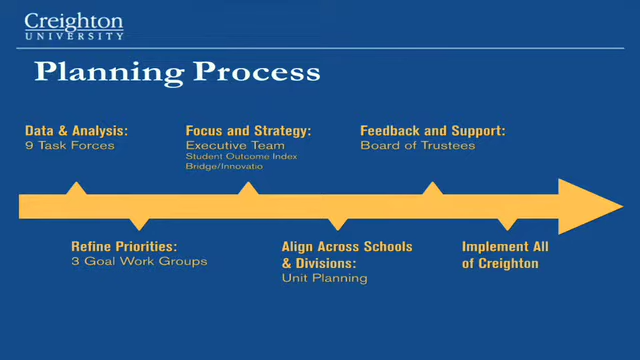 Creighton
UNIVERSITY
Planning Process
Data & Analysis:
9 Task Forces
Focus and Strategy:
Executive Team
Student Outcome Index
Bridge/Innovatio
Feedback and Support:
Board of Trustees
Refine Priorities:
3 Goal Work Groups
Align Across Schools
& Divisions:
Unit Planning
Implement All
of Creighton